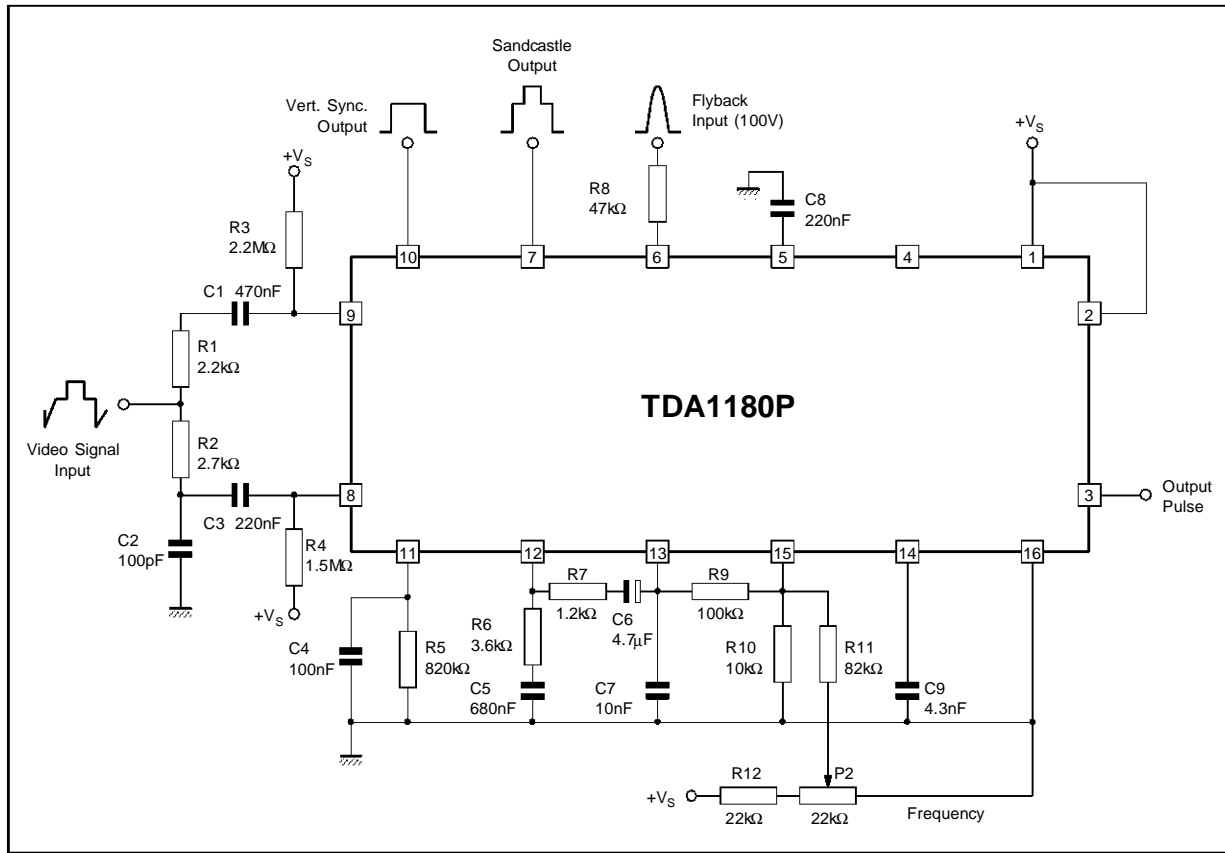 Sandcastle
Output
Vert. Sync.
Output
Flyback
Input (100V)
+VS
+VS
R3
2.2MΩ
R8
47kΩ
C8
220nF
10
7
6
5
4
1
C1 470nF
9
2
R1
2.2kΩ
TDA1180P
Video Signal
Input
R2
2.7kΩ
8
3
Output
Pulse
C3 220nF
C2
100pF
R4
1.5MΩ
+VS
11
12
13
15
14
16
R7
1.2kΩ
C6
4.7µF
R9
100kΩ
C4
100nF
R5
820kΩ
R6
3.6kΩ
C5
680nF
C7
10nF
R10
10kΩ
R11
82kΩ
C9
4.3nF
+VS
R12
22kΩ
P2
22kΩ
Frequency